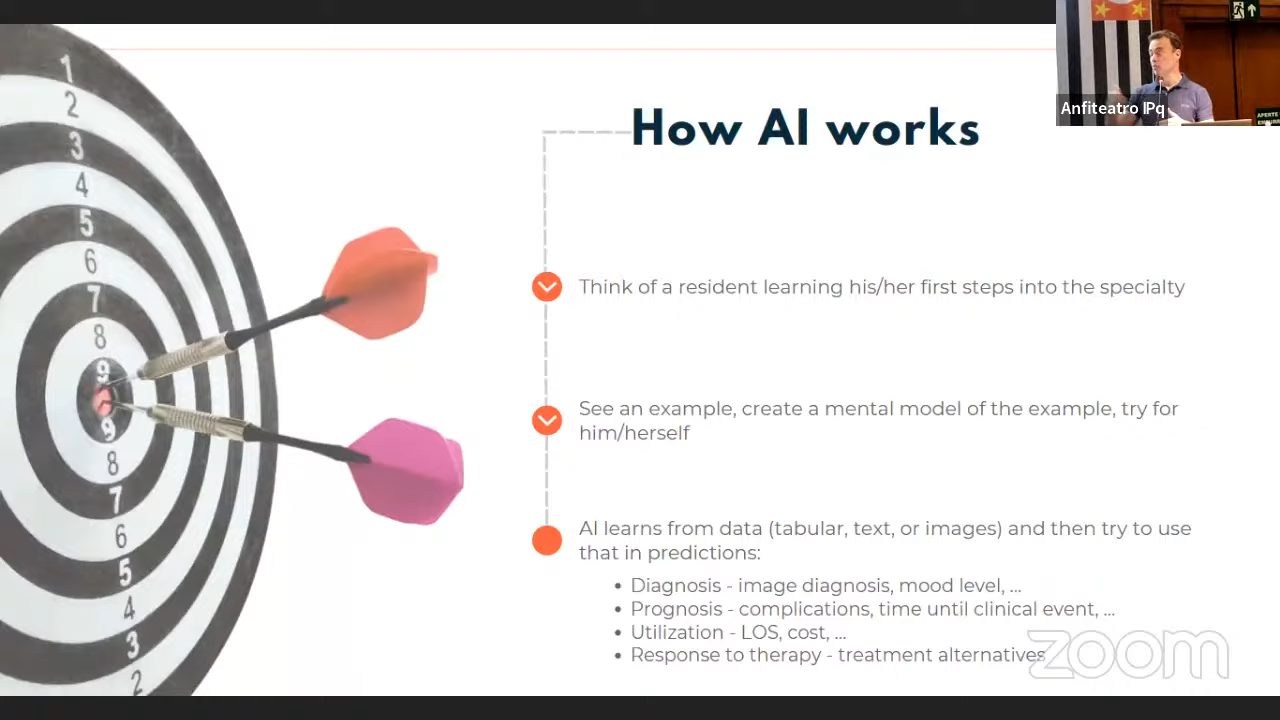 How AI works
Anfiteatro IPq
APERTE
Think of a resident learning his/her first steps into the specialty
See an example, create a mental model of the example, try for
him/herself
AI learns from data (tabular, text, or images) and then try to use
that in predictions:
• Diagnosis - image diagnosis, mood level, ...
• Prognosis - complications, time until clinical event, ...
• Utilization - LOS, cost, ...
• Response to therapy - treatment alternatives
zoom
1
2
3
4
5
6
7
8
9
9
8
7
6
5
4
3
2